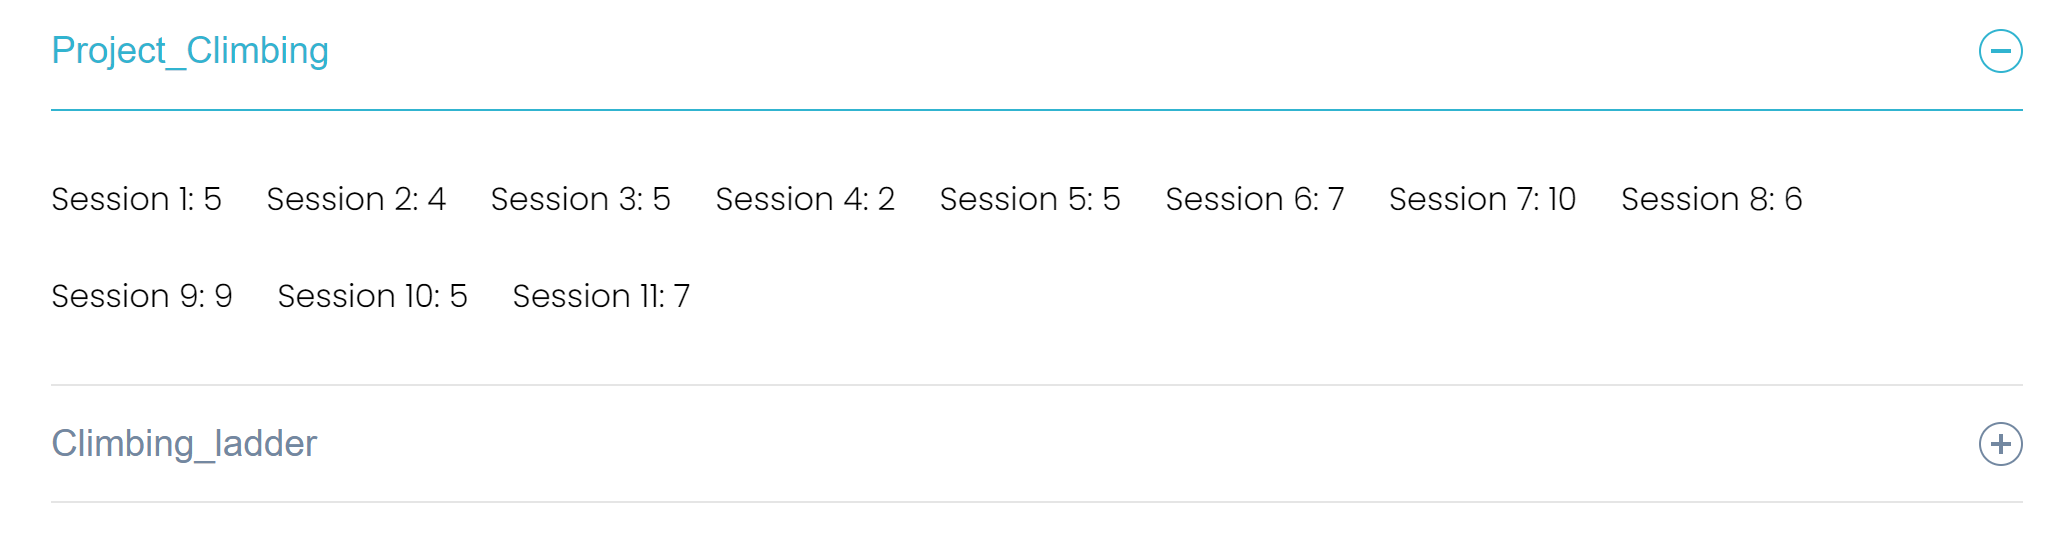 Project_Climbing
Session 1: 5 Session 2: 4 Session 3: 5 Session 4: 2 Session 5: 5 Session 6: 7 Session 7: 10 Session 8: 6
Session 9: 9 Session 10: 5 Session 11: 7
Climbing_ladder